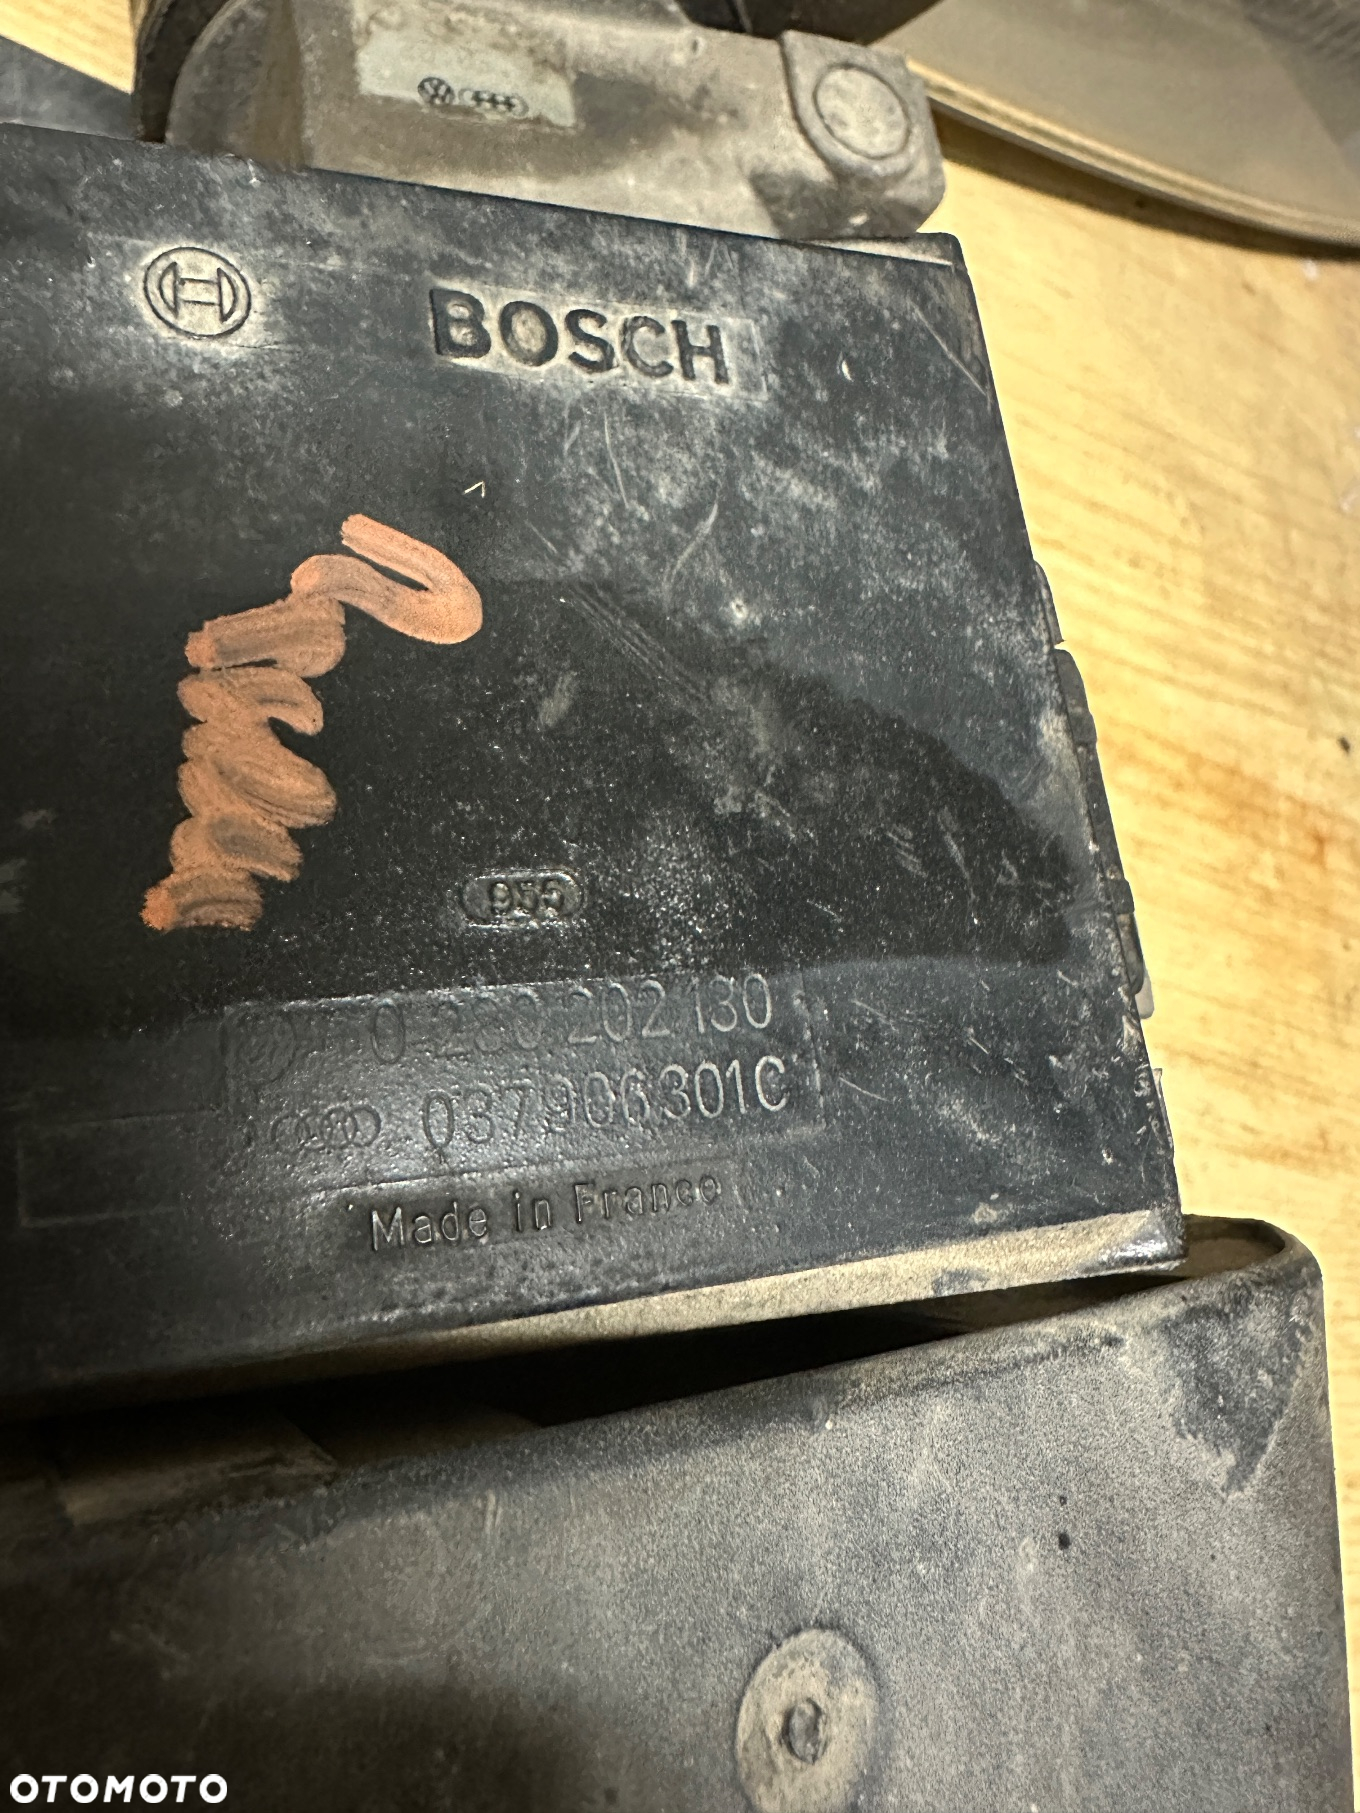 BOSCH
955
0 280 202 130
037906301C
Made in France
OTOMOTO